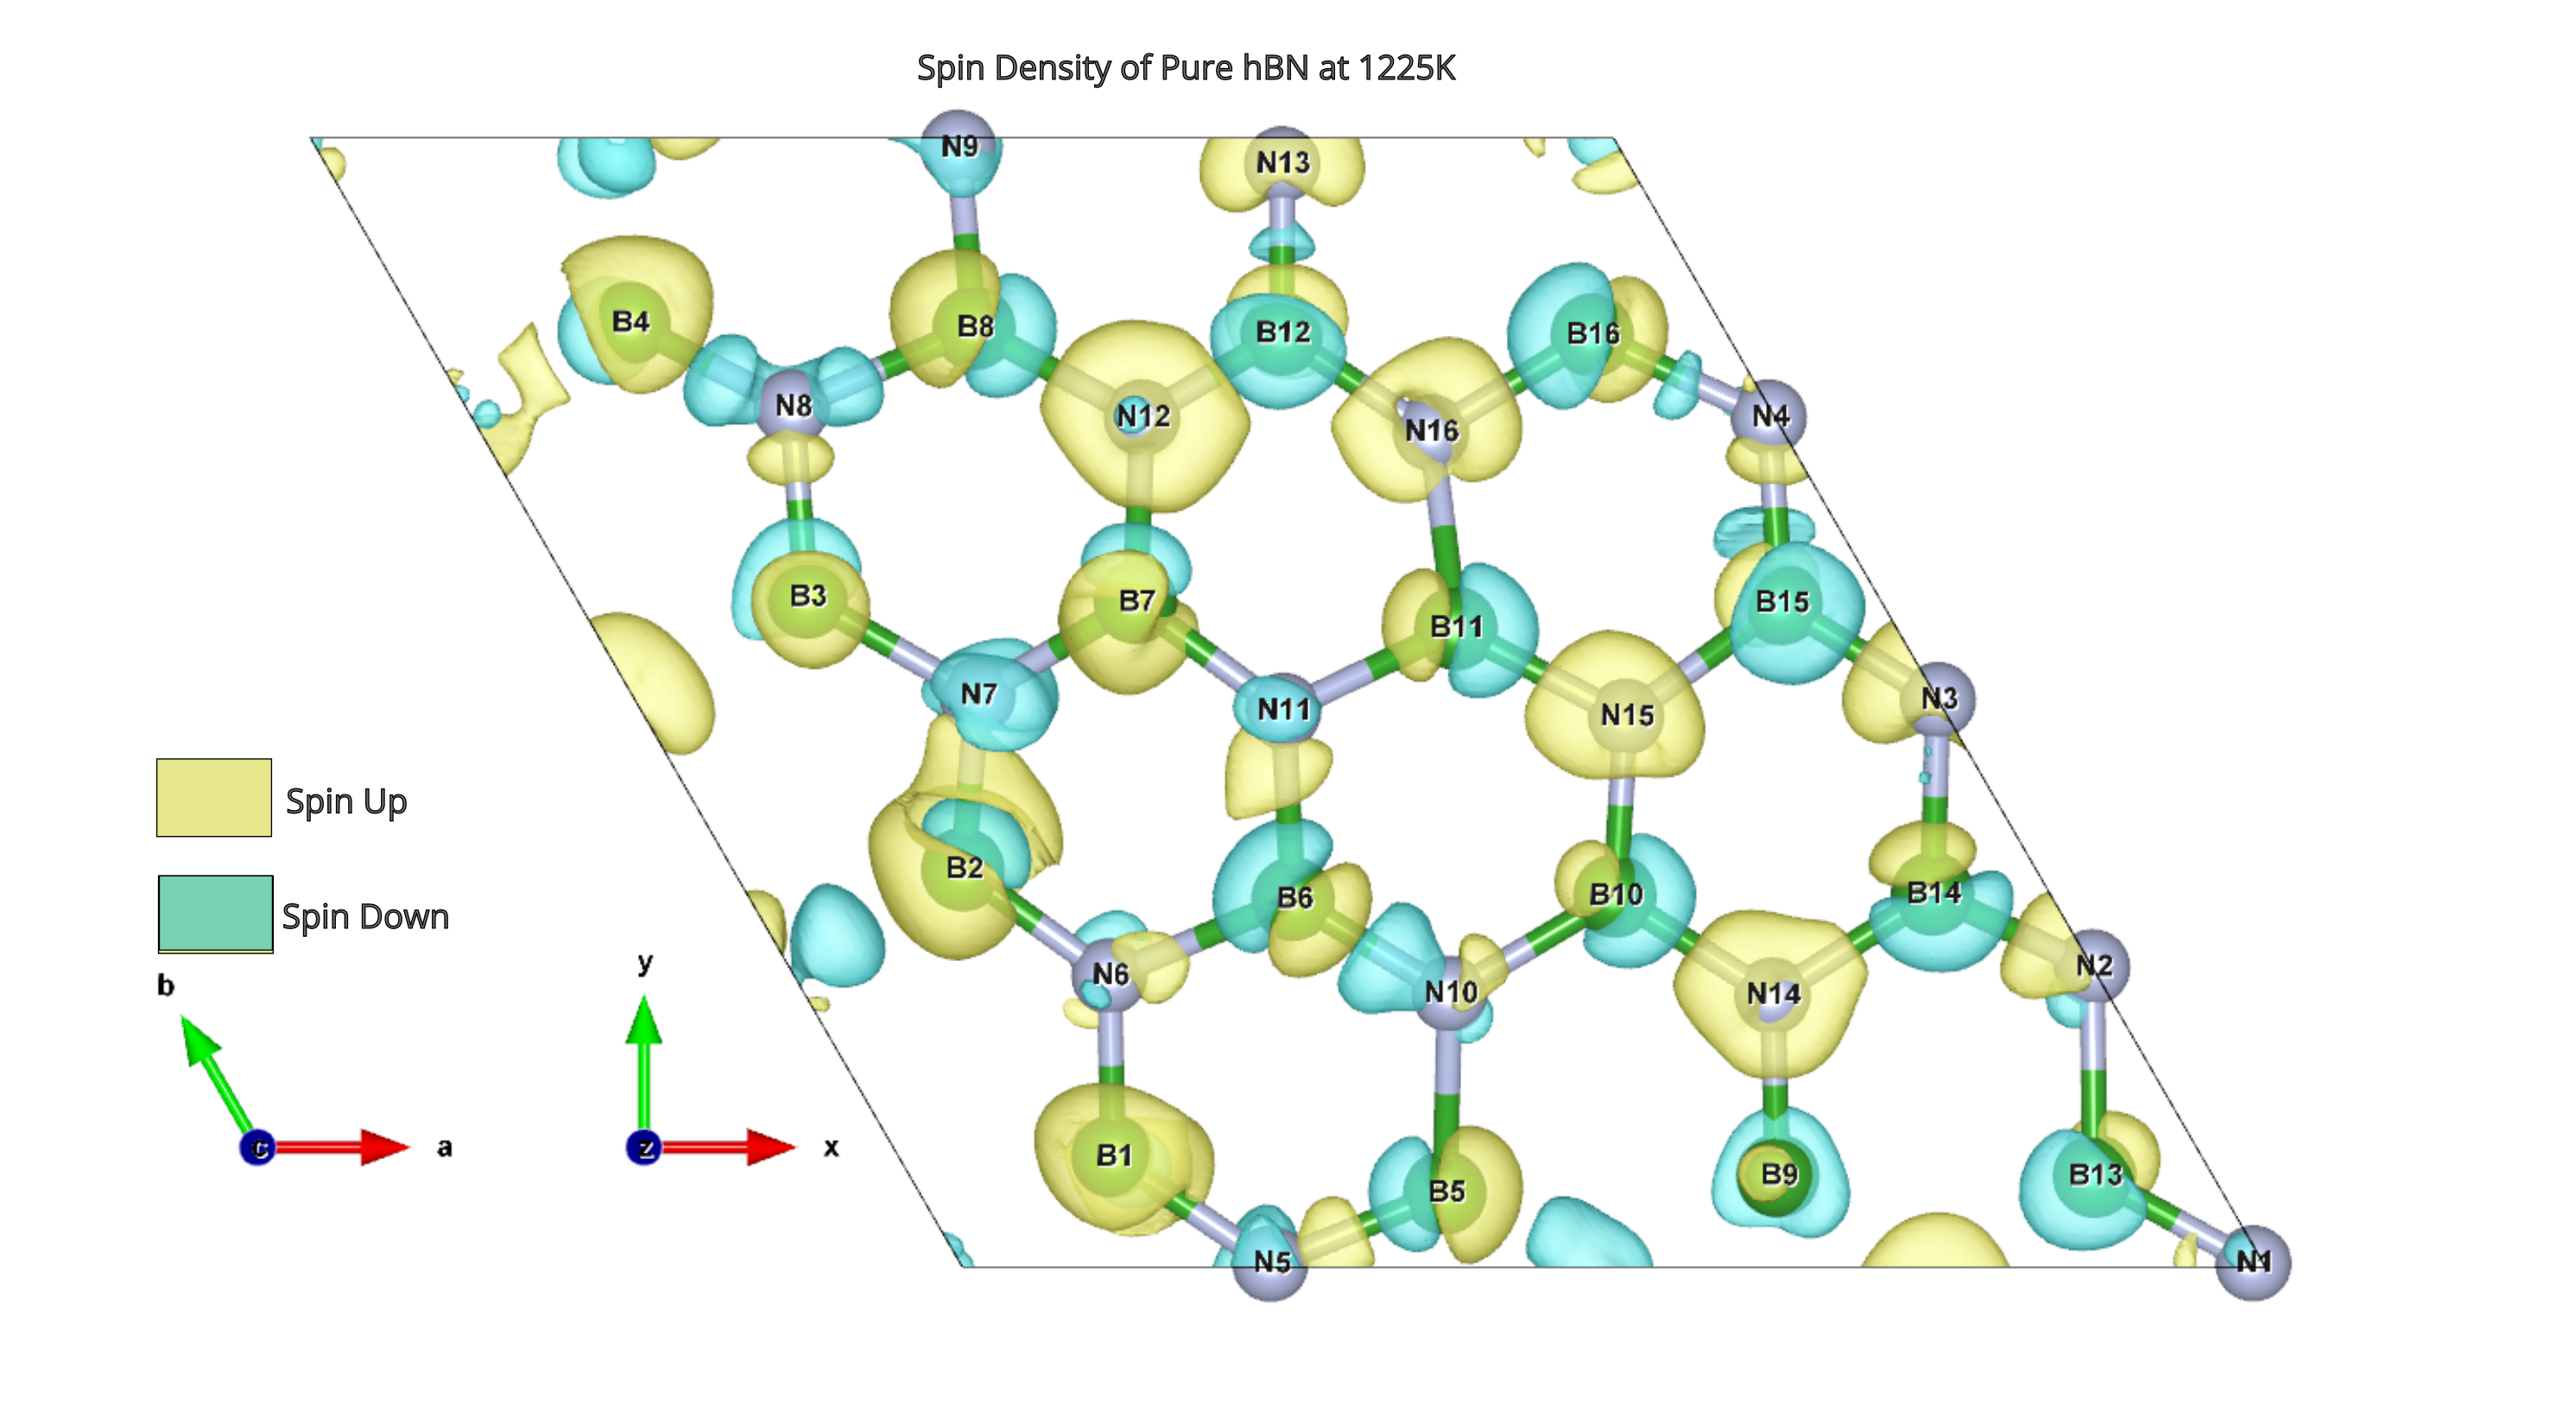 Spin Density of Pure hBN at 1225K
N9
N13
B4
B8
B12
B16
N8
N12
N16
N4
B3
B7
B11
B15
N7
N11
N15
N3
Spin Up
B2
B6
B10
B14
Spin Down
b
y
N6
N10
N14
N2
c
a
z
x
B1
B5
B9
B13
N5
N1